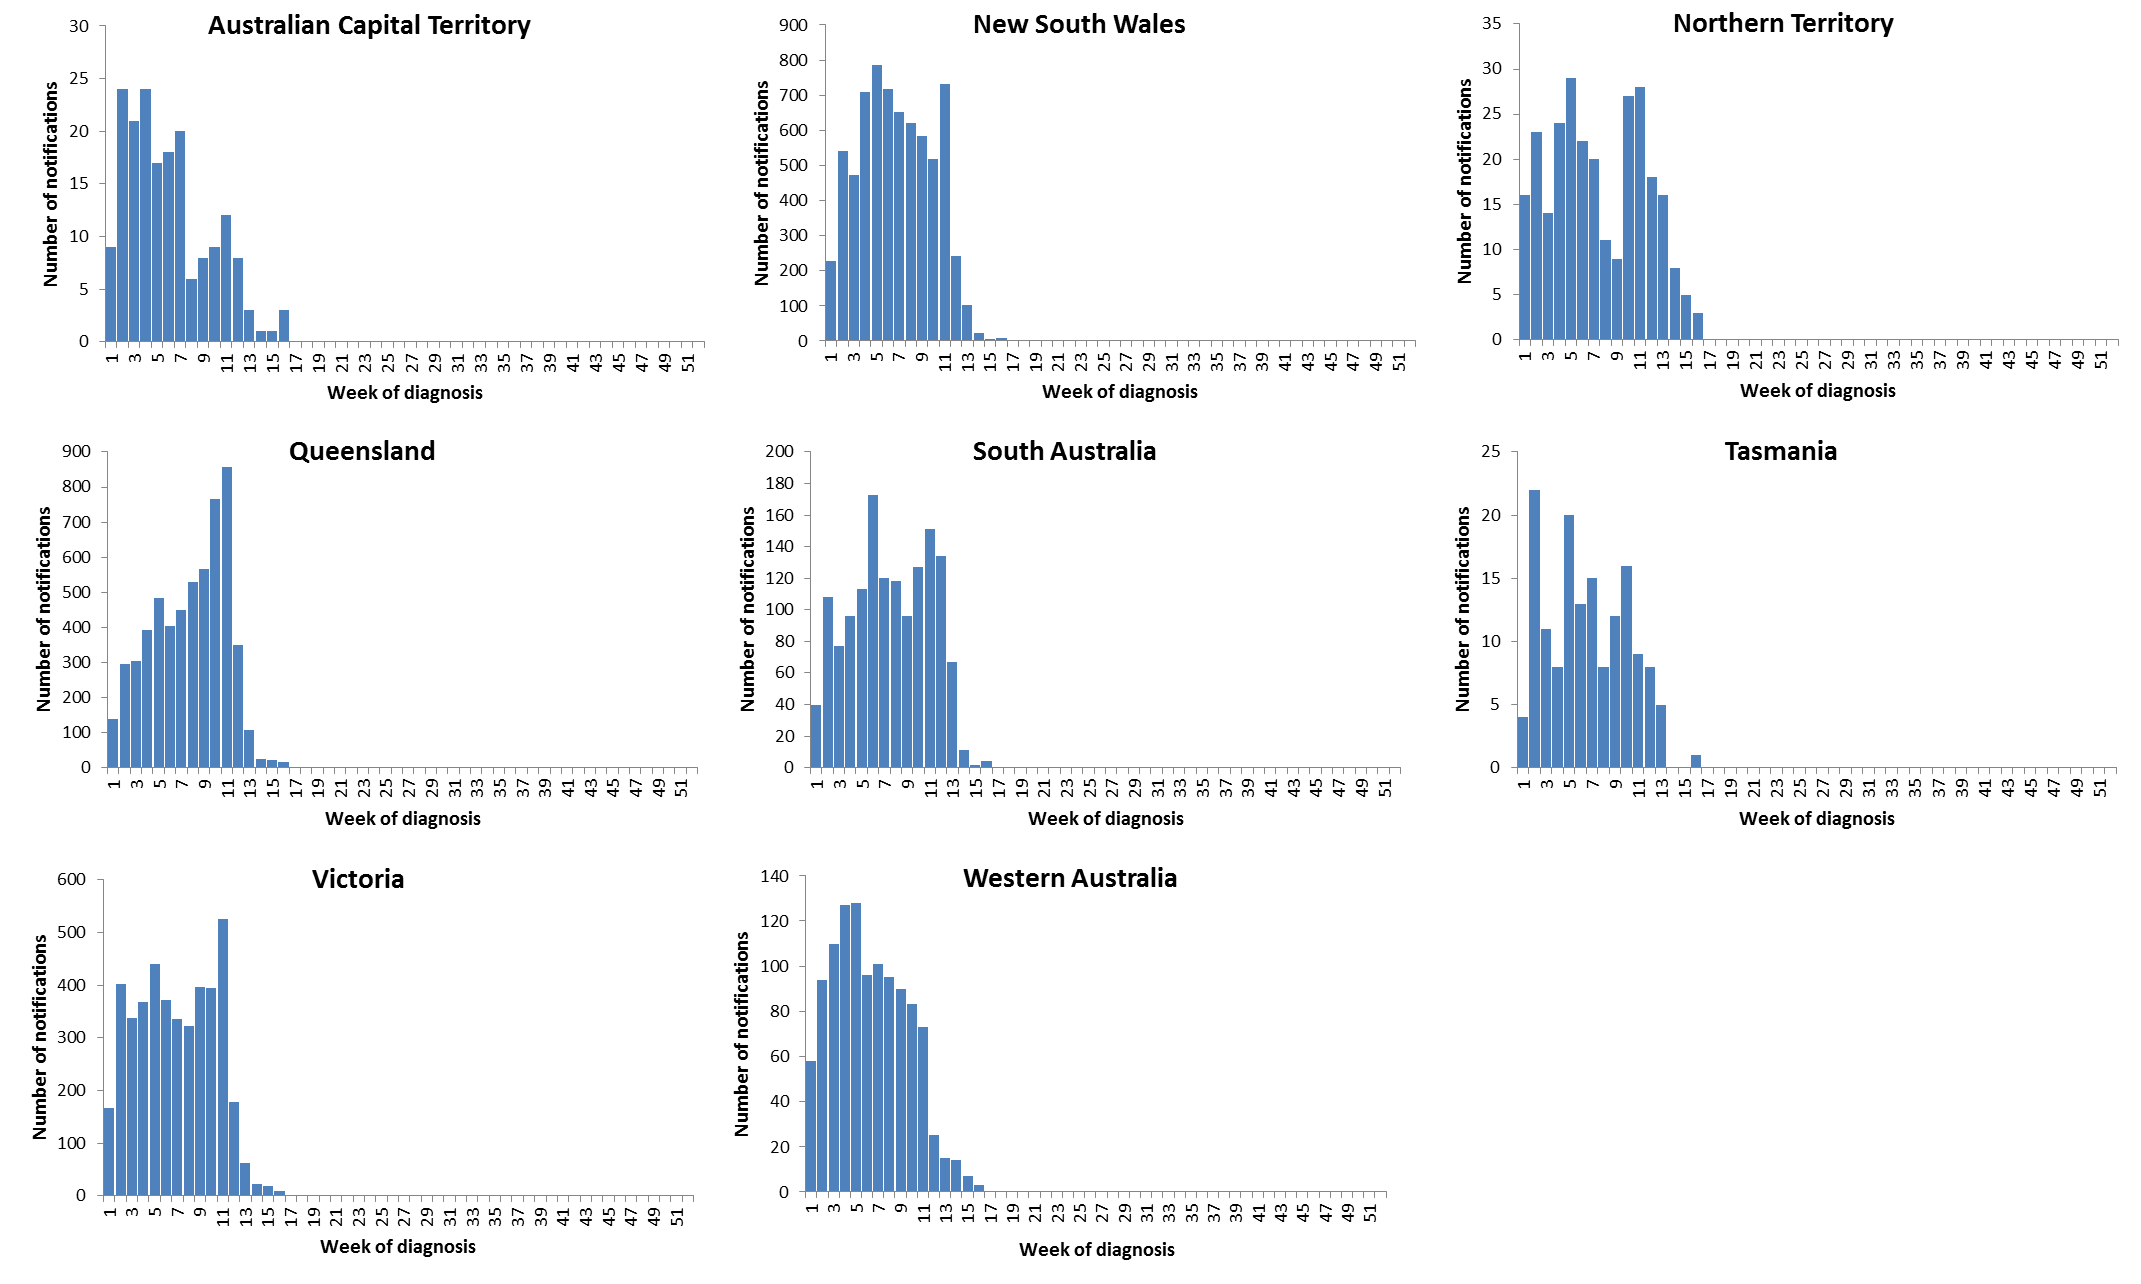 Australian Capital Territory
Number of notifications
30
25
20
15
10
5
0
1 3 5 7 9 11 13 15 17 19 21 23 25 27 29 31 33 35 37 39 41 43 45 47 49 51
Week of diagnosis
New South Wales
Number of notifications
900
800
700
600
500
400
300
200
100
0
1 3 5 7 9 11 13 15 17 19 21 23 25 27 29 31 33 35 37 39 41 43 45 47 49 51
Week of diagnosis
Northern Territory
Number of notifications
35
30
25
20
15
10
5
0
1 3 5 7 9 11 13 15 17 19 21 23 25 27 29 31 33 35 37 39 41 43 45 47 49 51
Week of diagnosis
Queensland
Number of notifications
900
800
700
600
500
400
300
200
100
0
1 3 5 7 9 11 13 15 17 19 21 23 25 27 29 31 33 35 37 39 41 43 45 47 49 51
Week of diagnosis
South Australia
Number of notifications
200
180
160
140
120
100
80
60
40
20
0
1 3 5 7 9 11 13 15 17 19 21 23 25 27 29 31 33 35 37 39 41 43 45 47 49 51
Week of diagnosis
Tasmania
Number of notifications
25
20
15
10
5
0
1 3 5 7 9 11 13 15 17 19 21 23 25 27 29 31 33 35 37 39 41 43 45 47 49 51
Week of diagnosis
Victoria
Number of notifications
600
500
400
300
200
100
0
1 3 5 7 9 11 13 15 17 19 21 23 25 27 29 31 33 35 37 39 41 43 45 47 49 51
Week of diagnosis
Western Australia
Number of notifications
140
120
100
80
60
40
20
0
1 3 5 7 9 11 13 15 17 19 21 23 25 27 29 31 33 35 37 39 41 43 45 47 49 51
Week of diagnosis